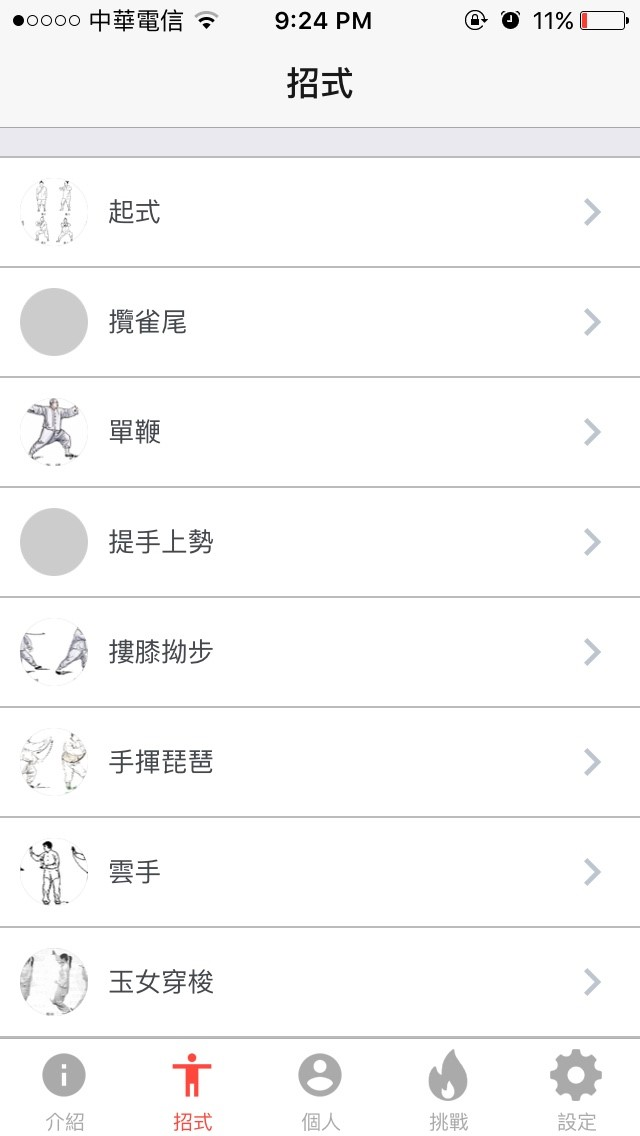 中華電信 9:24 PM 11%
招式
起式
攬雀尾
單鞭
提手上勢
摟膝拗步
手揮琵琶
雲手
玉女穿梭
介紹 招式 個人 挑戰 設定